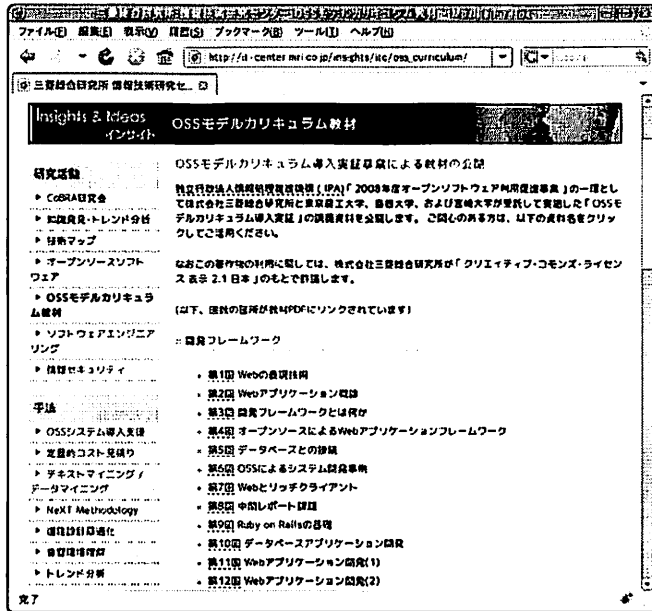 ファイル(E) 編集(E) 表示(V) 履歴(S) ブックマーク(B) ツール(T) ヘルプ(H)
http://it-center.mri.co.jp/insights/itc/oss_curriculum/
三菱総合研究所 情報技術研究セ...
Insights & Ideas
インサイト
OSSモデルカリキュラム教材
研究活動
CoBRA研究会
知識発見・トレンド分析
技術マップ
オープンソースソフト
ウェア
OSSモデルカリキュラ
ム教材
ソフトウェアエンジニア
リング
情報セキュリティ
手法
OSSシステム導入支援
定量的コスト見積り
テキストマイニング /
データマイニング
NeXT Methodology
トレンド分析
OSSモデルカリキュラム導入実証事業による教材の公開
独立行政法人情報処理推進機構 ( IPA )「 2008年度オープンソフトウェア利用促進事業 」の一環とし
て株式会社三菱総合研究所と東京農工大学、島根大学、および宮崎大学が受託して実施した「 OSSモ
デルカリキュラム導入実証 」の講義資料を公開します。 ご関心のある方は、以下の資料名をクリッ
クしてご活用ください。
なおこの著作物の利用に関しては、株式会社三菱総合研究所が「 クリエイティブ・コモンズ・ライセン
ス 表示 2.1 日本 」のもとで許諾します。
(以下、回数の箇所が教材PDFにリンクされています)
:: 開発フレームワーク
第1回 Webの表現技術
第2回 Webアプリケーション概論
第3回 開発フレームワークとは何か
第4回 オープンソースによるWebアプリケーションフレームワーク
第5回 データベースとの接続
第6回 OSSによるシステム開発事例
第7回 Webとリッチクライアント
第8回 中間レポート課題
第9回 Ruby on Railsの基礎
第10回 データベースアプリケーション開発
第11回 Webアプリケーション開発(1)
第12回 Webアプリケーション開発(2)
完了